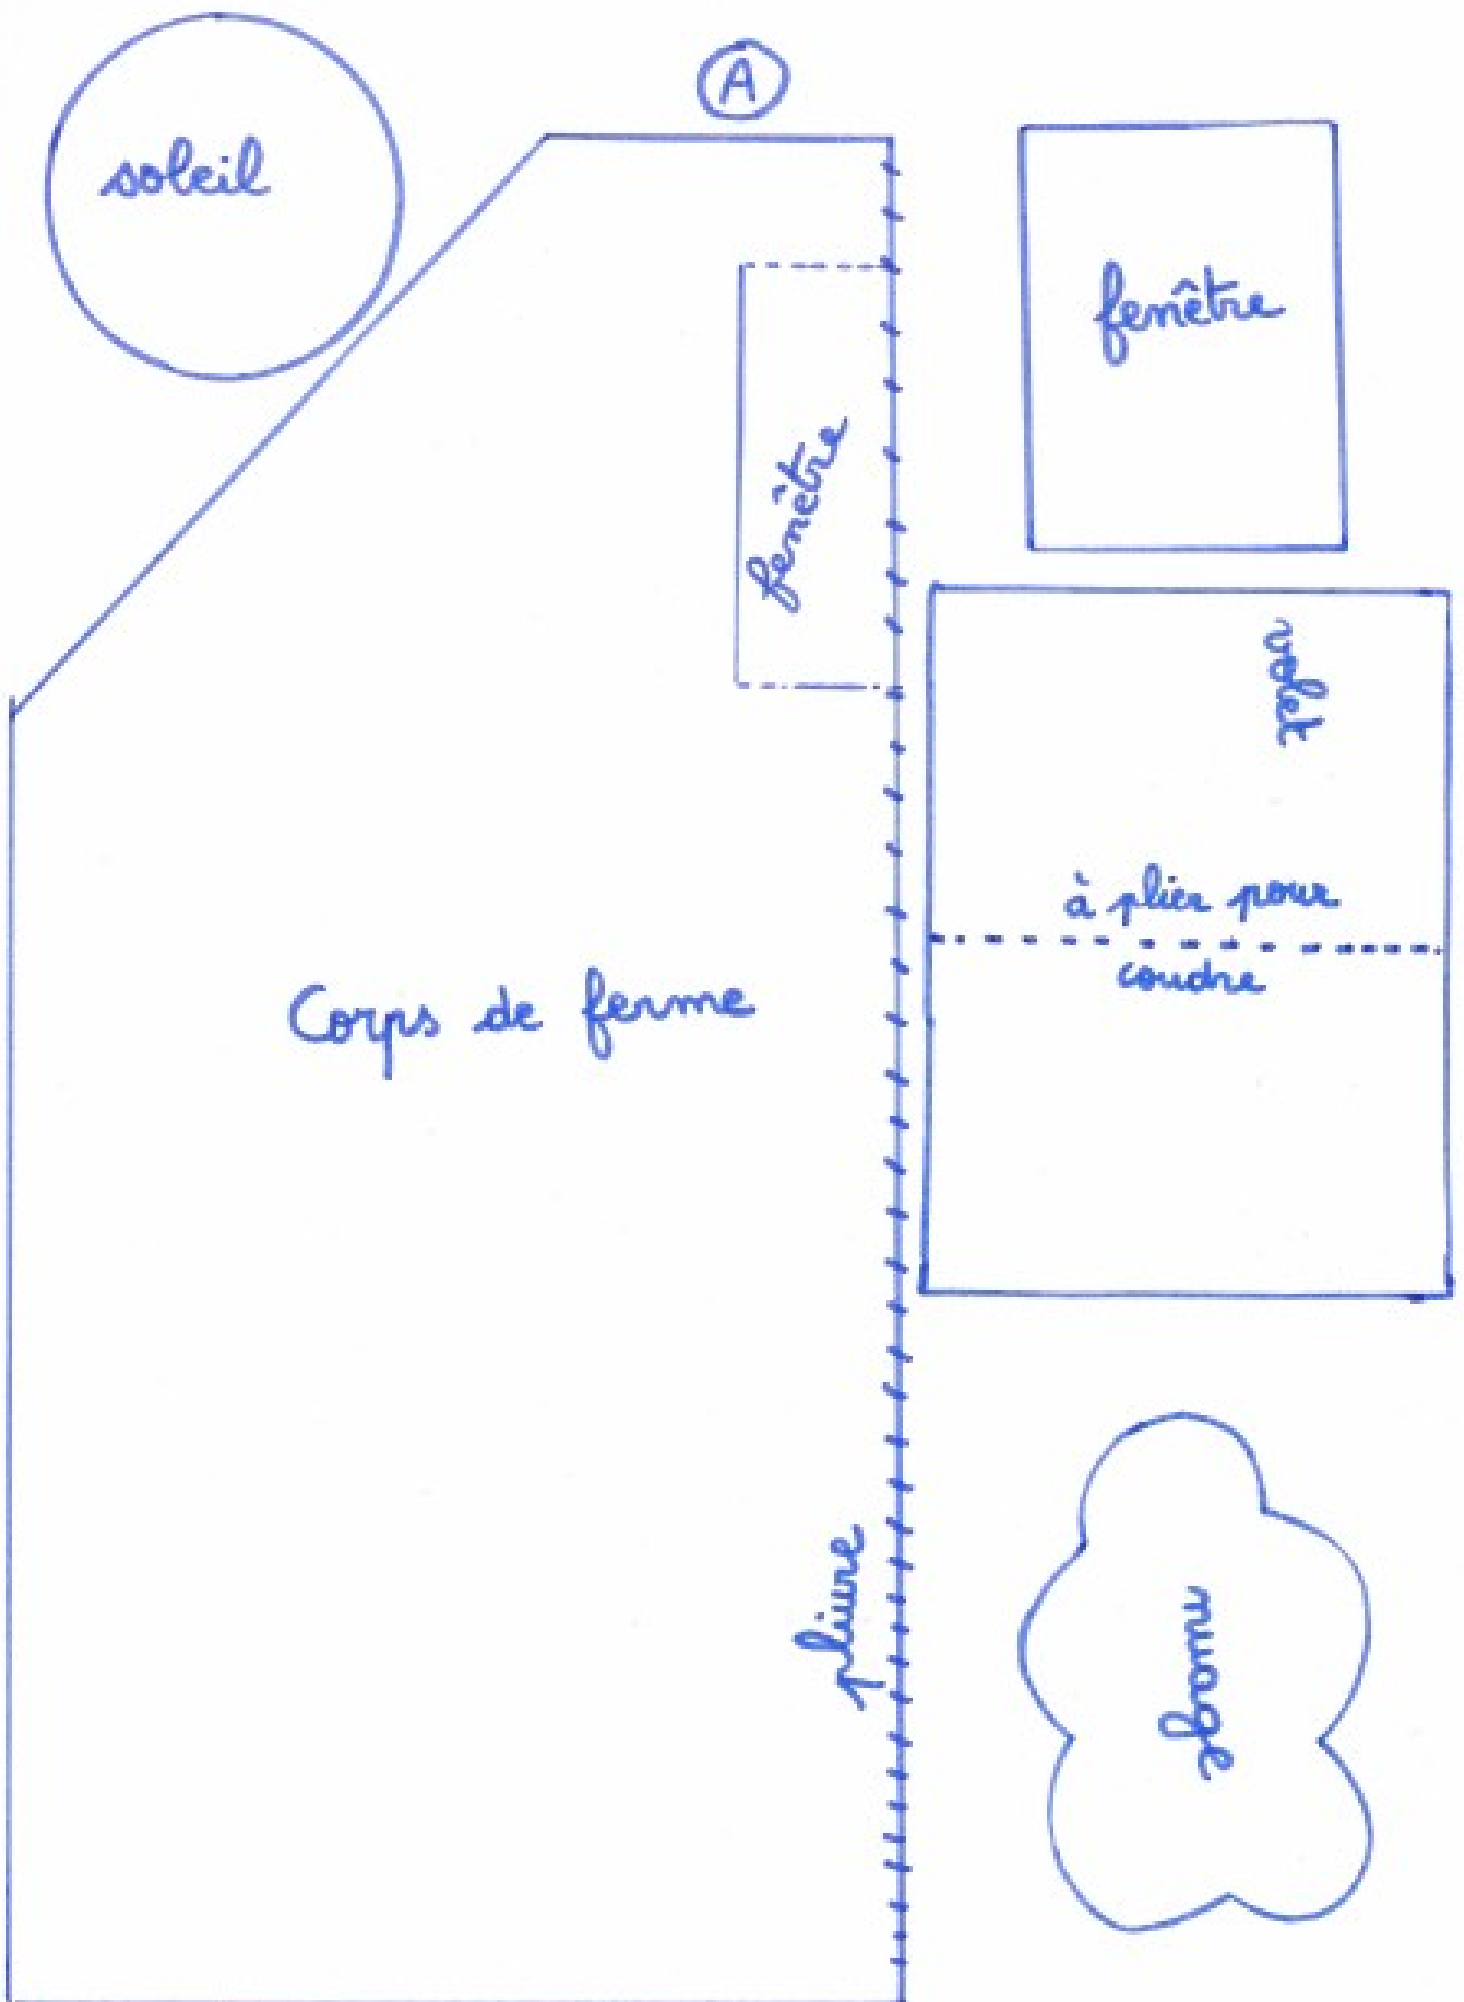 A
soleil
fenêtre
fenêtre
volet
à plier pour
coudre
Corps de ferme
pliure
nuage